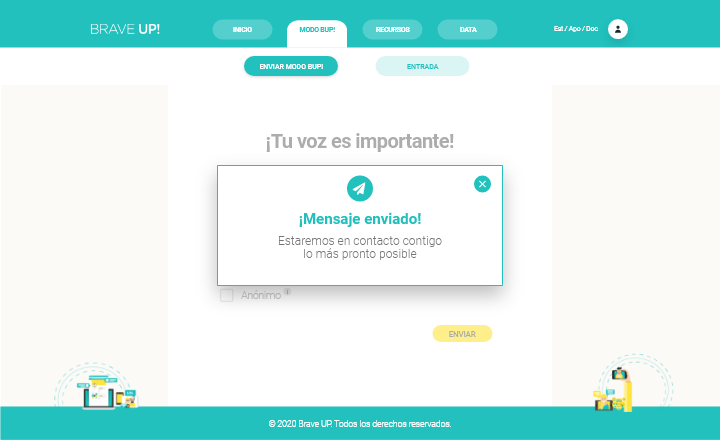 BRAVE UP!
INICIO
MODO BUP!
RECURSOS
DATA
Est / Apo / Doc
ENVIAR MODO BUP!
ENTRADA
¡Tu voz es importante!
¡Mensaje enviado!
Estaremos en contacto contigo
lo más pronto posible
Anónimo
ENVIAR
© 2020 Brave UP. Todos los derechos reservados.